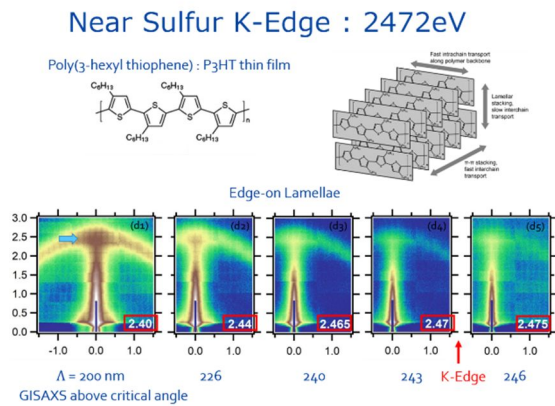 Near Sulfur K-Edge : 2472eV
Poly(3-hexyl thiophene) : P3HT thin film
C6H13 C6H13
S S S S n
C6H13 C6H13
Fast intrachain transport
along polymer backbone
Lamellar
stacking,
slow interchain
transport
π-π stacking,
fast interchain
transport
Edge-on Lamellae
3.0 (d1) (d2) (d3) (d4) (d5)
2.5
2.0
1.5
1.0
0.5
0.0 2.40 2.44 2.465 2.47 2.475
-1.0 0.0 1.0 0.0 1.0 0.0 1.0 0.0 1.0 0.0 1.0
Λ = 200 nm 226 240 243 K-Edge 246
GISAXS above critical angle